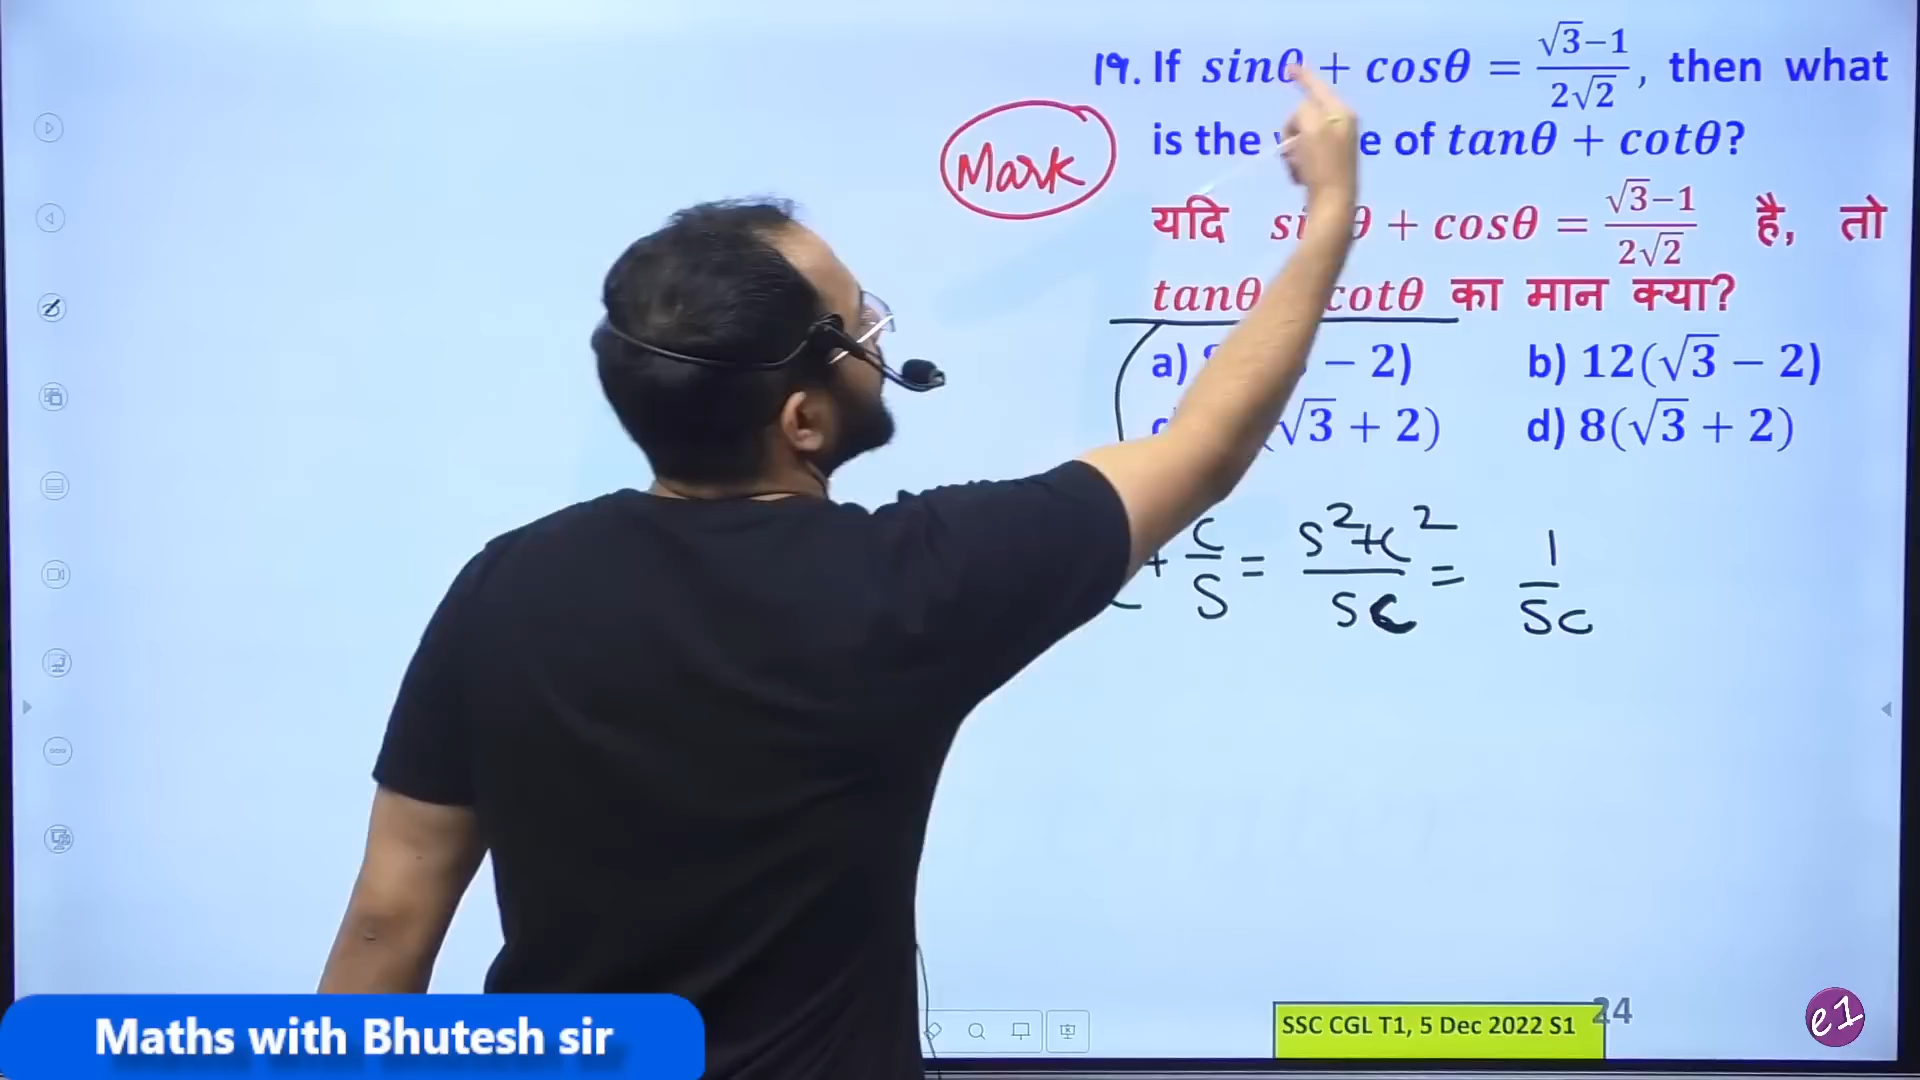 19. If sinθ + cosθ = (√3−1)/(2√2), then what
is the of tanθ + cotθ?
Mark
यदि θ + cosθ = (√3−1)/(2√2) है, तो
tanθ cotθ का मान क्या?
a) − 2) b) 12(√3 − 2)
√3 + 2) d) 8(√3 + 2)
+ C/S = S²+C²/SC = 1/SC
Maths with Bhutesh sir
SSC CGL T1, 5 Dec 2022 S1
24
e1